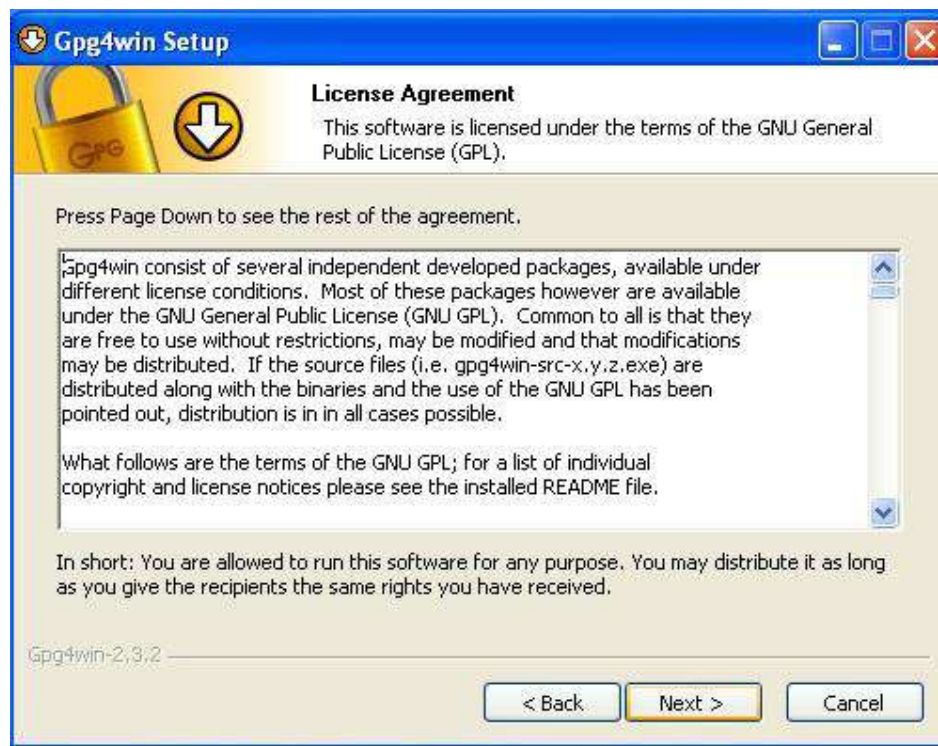 Gpg4win Setup
License Agreement
This software is licensed under the terms of the GNU General
Public License (GPL).
GPG
Press Page Down to see the rest of the agreement.
Gpg4win consist of several independent developed packages, available under
different license conditions.  Most of these packages however are available
under the GNU General Public License (GNU GPL).  Common to all is that they
are free to use without restrictions, may be modified and that modifications
may be distributed.  If the source files (i.e. gpg4win-src-x.y.z.exe) are
distributed along with the binaries and the use of the GNU GPL has been
pointed out, distribution is in in all cases possible.
What follows are the terms of the GNU GPL; for a list of individual
copyright and license notices please see the installed README file.
In short: You are allowed to run this software for any purpose. You may distribute it as long
as you give the recipients the same rights you have received.
Gpg4win-2.3.2
< Back
Next >
Cancel